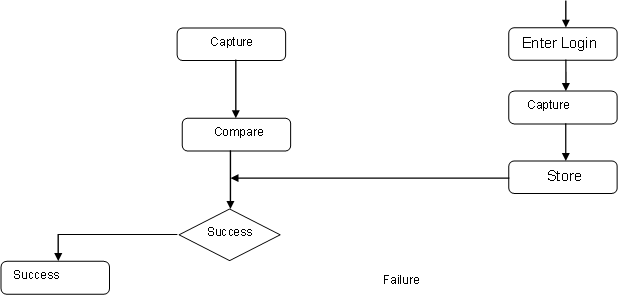 Capture
Enter Login
Capture
Compare
Store
Success
Success
Failure